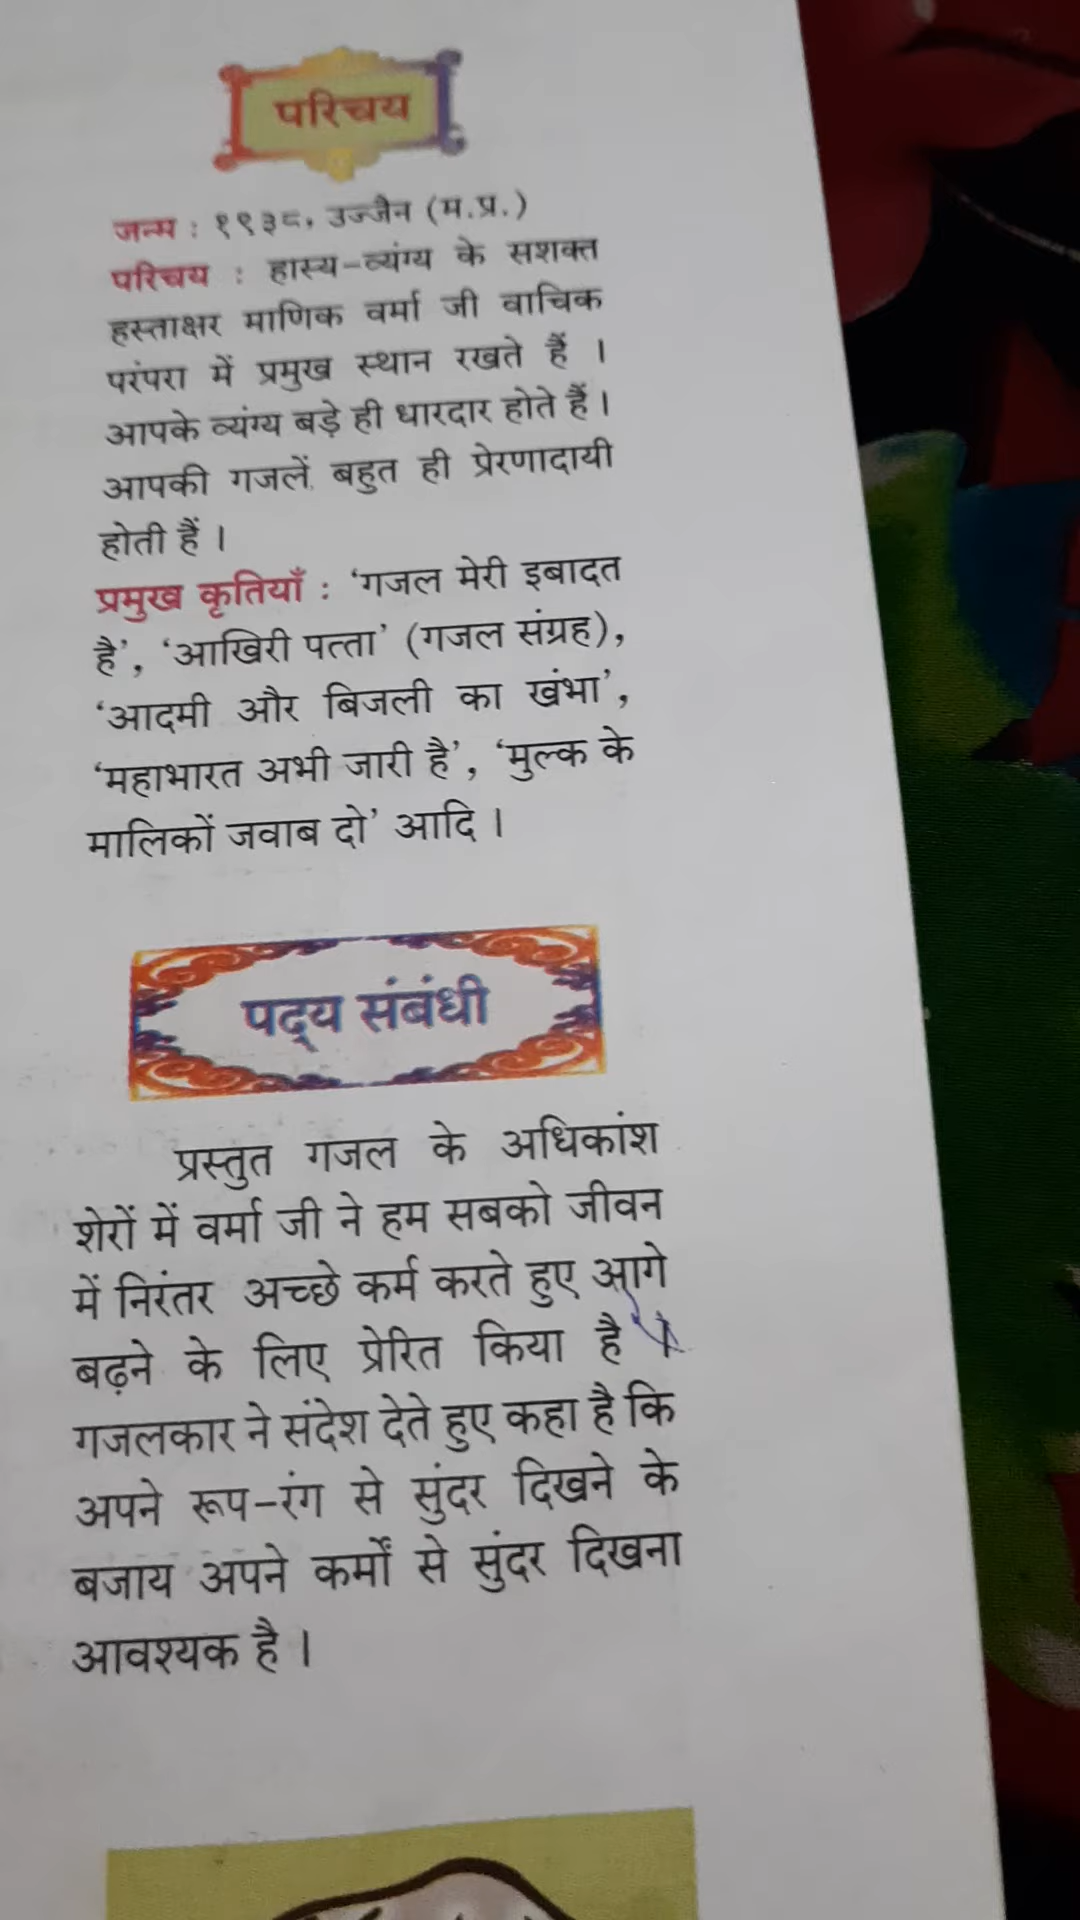 परिचय
जन्म : १९३८, उज्जैन (म.प्र.)
परिचय : हास्य-व्यंग्य के सशक्त
हस्ताक्षर माणिक वर्मा जी वाचिक
परंपरा में प्रमुख स्थान रखते हैं ।
आपके व्यंग्य बड़े ही धारदार होते हैं ।
आपकी गजलें बहुत ही प्रेरणादायी
होती हैं ।
प्रमुख कृतियाँ : ‘गजल मेरी इबादत
है’, ‘आखिरी पत्ता’ (गजल संग्रह),
‘आदमी और बिजली का खंभा’,
‘महाभारत अभी जारी है’, ‘मुल्क के
मालिकों जवाब दो’ आदि ।
पद्य संबंधी
प्रस्तुत गजल के अधिकांश
शेरों में वर्मा जी ने हम सबको जीवन
में निरंतर अच्छे कर्म करते हुए आगे
बढ़ने के लिए प्रेरित किया है ।
गजलकार ने संदेश देते हुए कहा है कि
अपने रूप-रंग से सुंदर दिखने के
बजाय अपने कर्मों से सुंदर दिखना
आवश्यक है ।